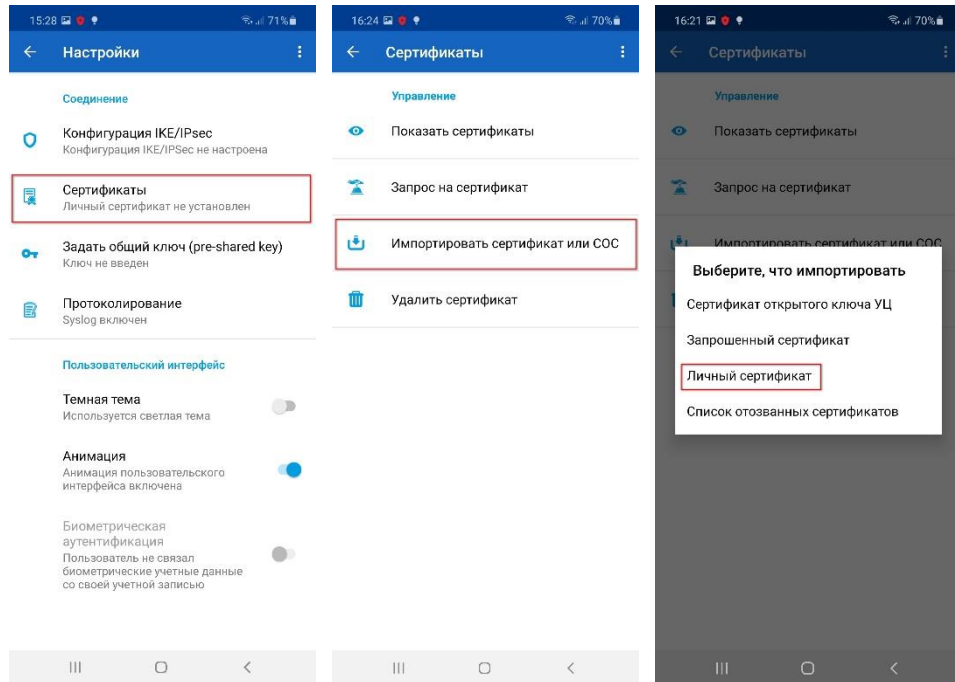 15:28 71%
Настройки
Соединение
Конфигурация IKE/IPsec
Конфигурация IKE/IPSec не настроена
Сертификаты
Личный сертификат не установлен
Задать общий ключ (pre-shared key)
Ключ не введен
Протоколирование
Syslog включен
Пользовательский интерфейс
Темная тема
Используется светлая тема
Анимация
Анимация пользовательского
интерфейса включена
Биометрическая
аутентификация
Пользователь не связал
биометрические учетные данные
со своей учетной записью
16:24 70%
Сертификаты
Управление
Показать сертификаты
Запрос на сертификат
Импортировать сертификат или СОС
Удалить сертификат
16:21 70%
Сертификаты
Управление
Показать сертификаты
Запрос на сертификат
Импортировать сертификат или СОС
Выберите, что импортировать
Сертификат открытого ключа УЦ
Запрошенный сертификат
Личный сертификат
Список отозванных сертификатов